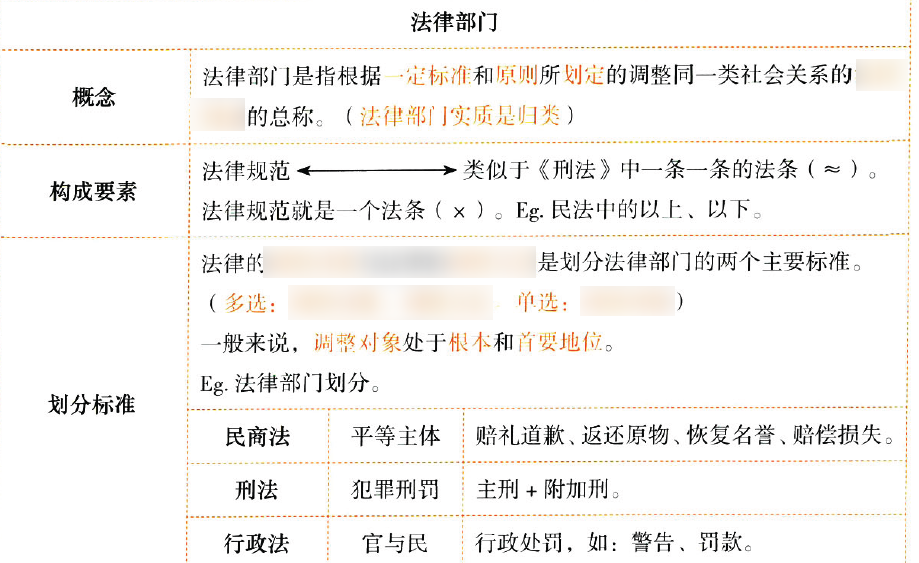 法律部门
概念
法律部门是指根据一定标准和原则所划定的调整同一类社会关系的
的总称。（法律部门实质是归类）
构成要素
法律规范 ←→ 类似于《刑法》中一条一条的法条（≈）。
法律规范就是一个法条（×）。Eg. 民法中的以上、以下。
划分标准
法律的 是划分法律部门的两个主要标准。
（多选： 单选： ）
一般来说，调整对象处于根本和首要地位。
Eg. 法律部门划分。
民商法 平等主体 赔礼道歉、返还原物、恢复名誉、赔偿损失。
刑法 犯罪刑罚 主刑 + 附加刑。
行政法 官与民 行政处罚，如：警告、罚款。